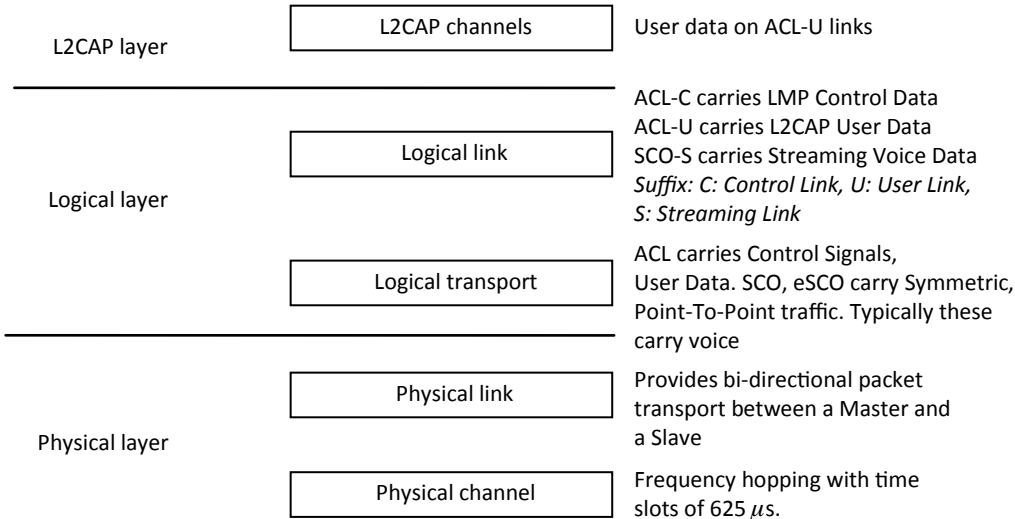 L2CAP layer
L2CAP channels
User data on ACL-U links
Logical layer
Logical link
ACL-C carries LMP Control Data
ACL-U carries L2CAP User Data
SCO-S carries Streaming Voice Data
Suffix: C: Control Link, U: User Link,
S: Streaming Link
Logical transport
ACL carries Control Signals,
User Data. SCO, eSCO carry Symmetric,
Point-To-Point traffic. Typically these
carry voice
Physical layer
Physical link
Provides bi-directional packet
transport between a Master and
a Slave
Physical channel
Frequency hopping with time
slots of 625 μs.